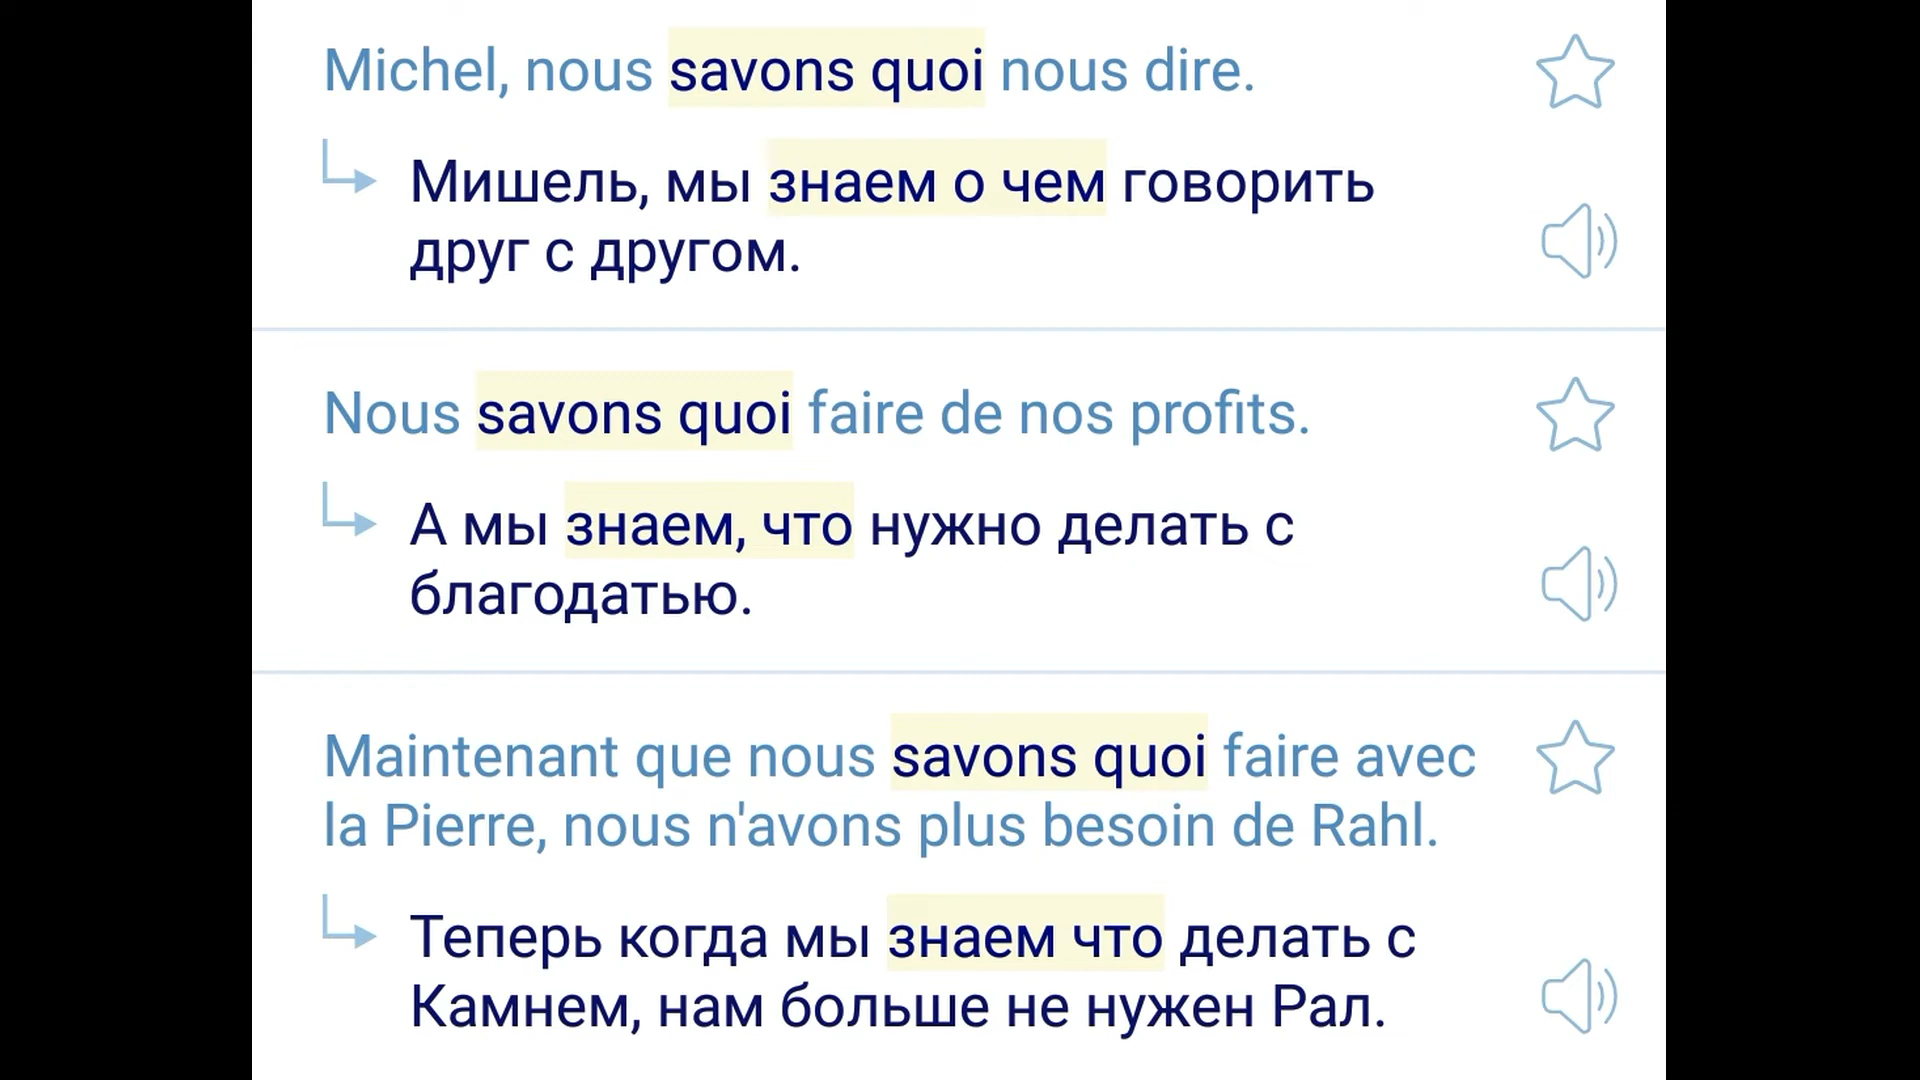 Michel, nous savons quoi nous dire.
Мишель, мы знаем о чем говорить
друг с другом.
Nous savons quoi faire de nos profits.
А мы знаем, что нужно делать с
благодатью.
Maintenant que nous savons quoi faire avec
la Pierre, nous n'avons plus besoin de Rahl.
Теперь когда мы знаем что делать с
Камнем, нам больше не нужен Рал.